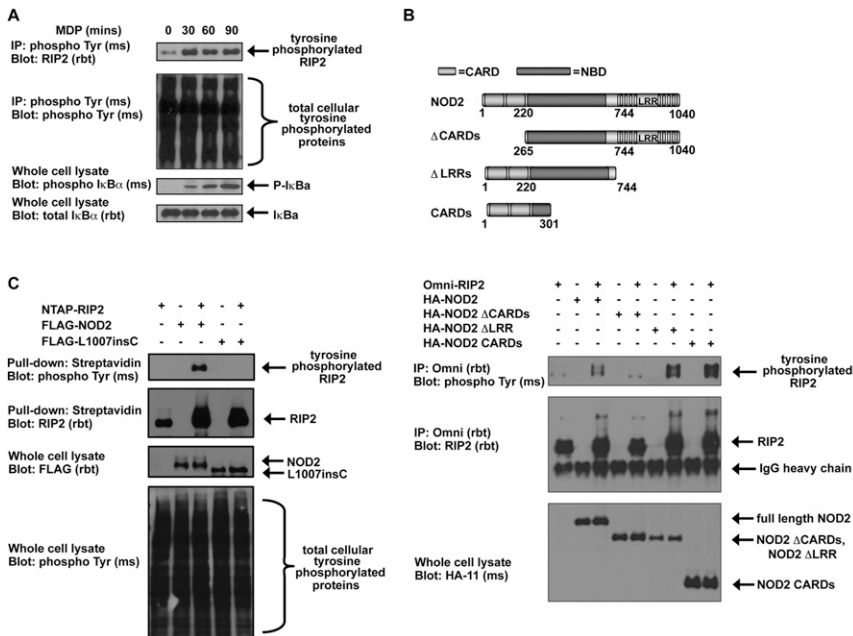 A
MDP (mins) 0 30 60 90
IP: phospho Tyr (ms)
Blot: RIP2 (rbt)
tyrosine
phosphorylated
RIP2
IP: phospho Tyr (ms)
Blot: phospho Tyr (ms)
total cellular
tyrosine
phosphorylated
proteins
Whole cell lysate
Blot: phospho IκBα (ms)
P-IκBa
Whole cell lysate
Blot: total IκBα (rbt)
IκBa
B
=CARD =NBD
NOD2 LRR
1 220 744 1040
ΔCARDs LRR
265 744 1040
Δ LRRs
1 220 744
CARDs
1 301
C
NTAP-RIP2 + - + - +
FLAG-NOD2 - + + - -
FLAG-L1007insC - - - + +
Pull-down: Streptavidin
Blot: phospho Tyr (ms)
tyrosine
phosphorylated
RIP2
Pull-down: Streptavidin
Blot: RIP2 (rbt)
RIP2
Whole cell lysate
Blot: FLAG (rbt)
NOD2
L1007insC
Whole cell lysate
Blot: phospho Tyr (ms)
total cellular
tyrosine
phosphorylated
proteins
Omni-RIP2 + - + - + - + - +
HA-NOD2 - + + - - - - - -
HA-NOD2 ΔCARDs - - - + + - - - -
HA-NOD2 ΔLRR - - - - - + + - -
HA-NOD2 CARDs - - - - - - - + +
IP: Omni (rbt)
Blot: phospho Tyr (ms)
tyrosine
phosphorylated
RIP2
IP: Omni (rbt)
Blot: RIP2 (rbt)
RIP2
IgG heavy chain
Whole cell lysate
Blot: HA-11 (ms)
full length NOD2
NOD2 ΔCARDs,
NOD2 ΔLRR
NOD2 CARDs